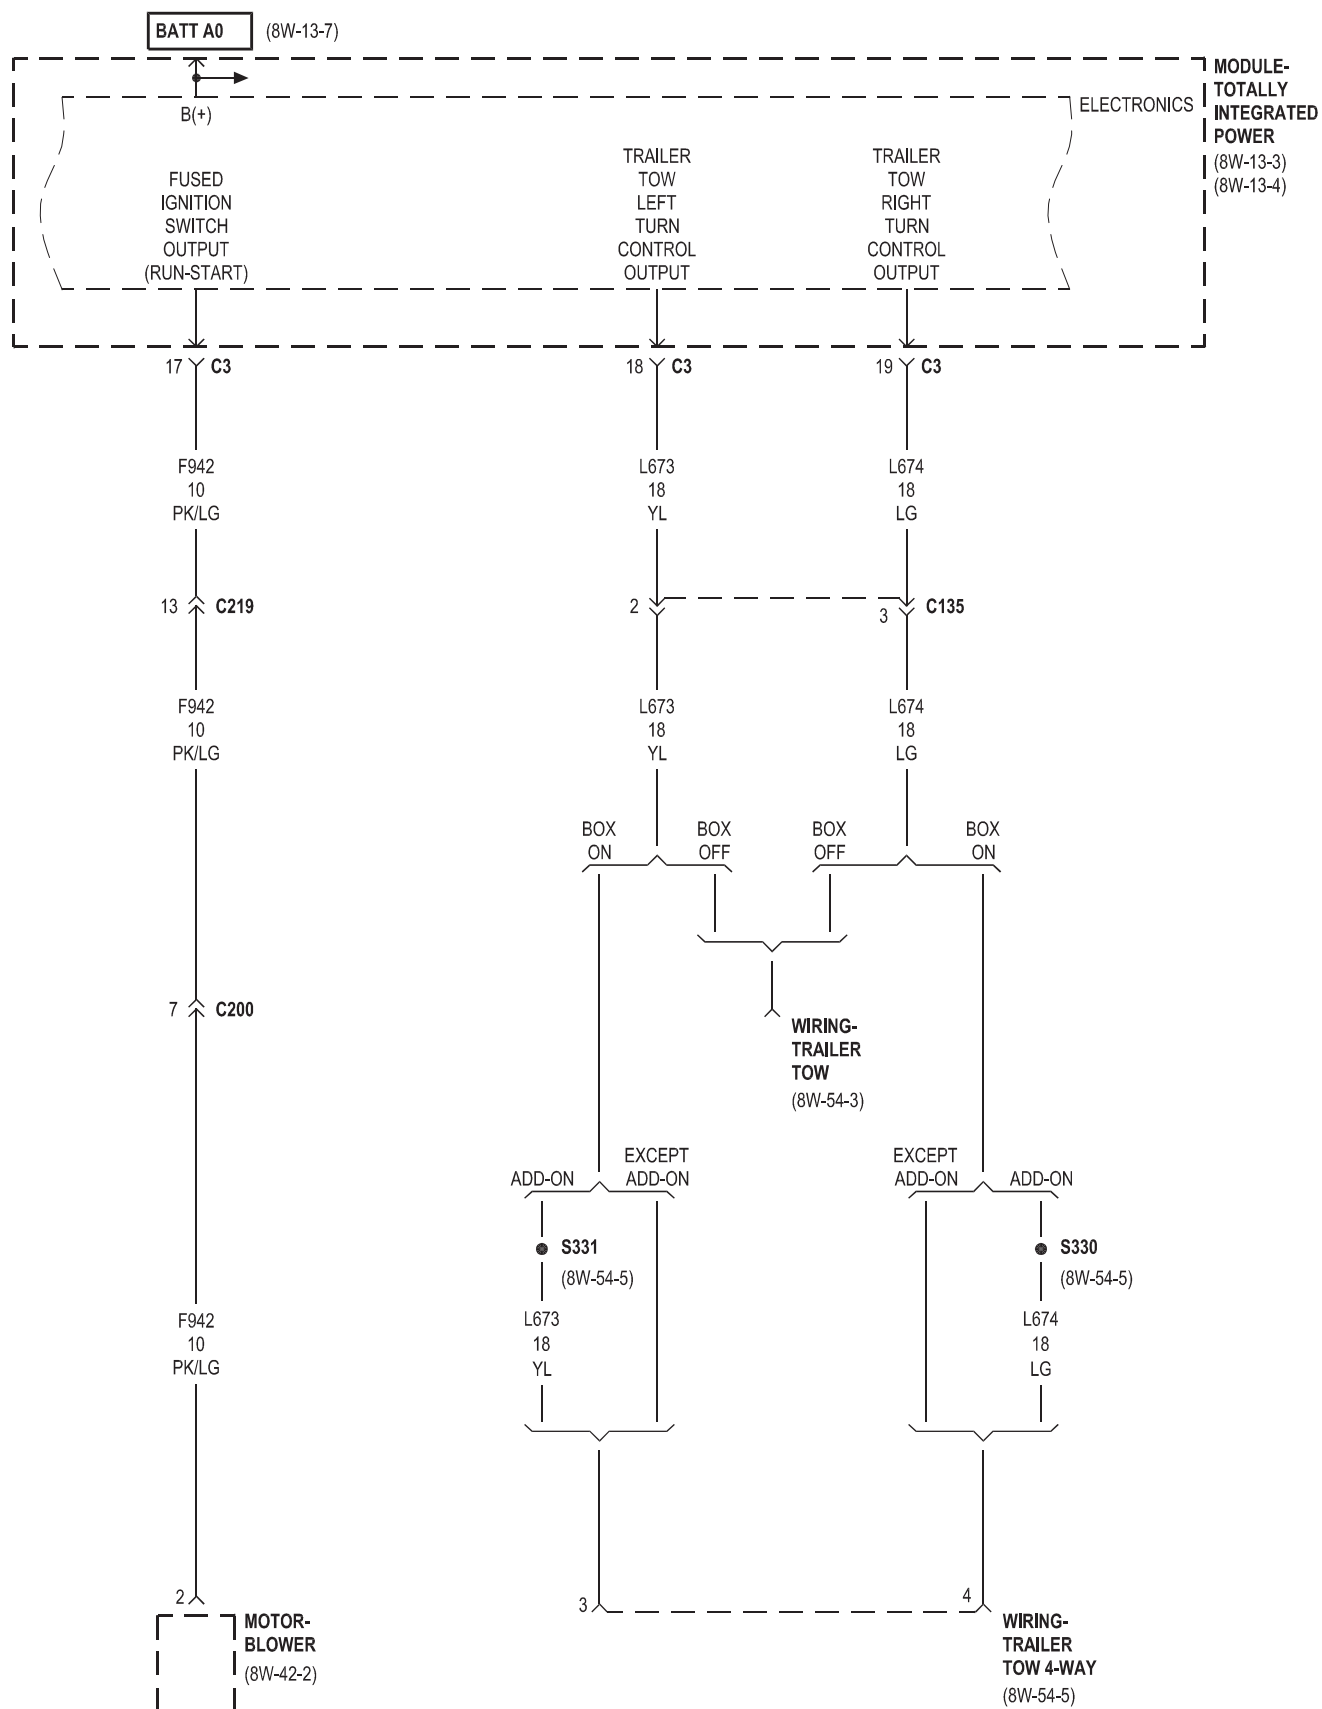 BATT A0 (8W-13-7)
MODULE-
TOTALLY
INTEGRATED
POWER
(8W-13-3)
(8W-13-4)
ELECTRONICS
B(+)
FUSED
IGNITION
SWITCH
OUTPUT
(RUN-START)
TRAILER
TOW
LEFT
TURN
CONTROL
OUTPUT
TRAILER
TOW
RIGHT
TURN
CONTROL
OUTPUT
17 C3
18 C3
19 C3
F942
10
PK/LG
L673
18
YL
L674
18
LG
13 C219
2
3 C135
F942
10
PK/LG
L673
18
YL
L674
18
LG
BOX
ON
BOX
OFF
BOX
OFF
BOX
ON
7 C200
WIRING-
TRAILER
TOW
(8W-54-3)
ADD-ON
EXCEPT
ADD-ON
EXCEPT
ADD-ON
ADD-ON
S331
(8W-54-5)
S330
(8W-54-5)
F942
10
PK/LG
L673
18
YL
L674
18
LG
2
3
4
MOTOR-
BLOWER
(8W-42-2)
WIRING-
TRAILER
TOW 4-WAY
(8W-54-5)